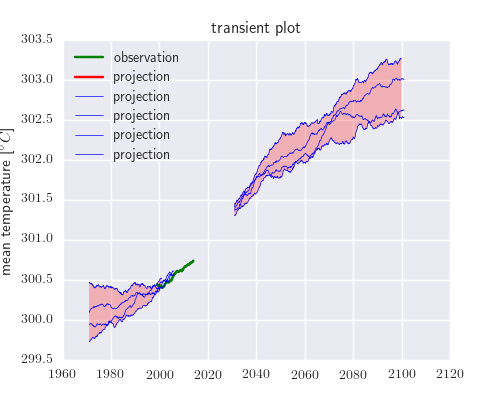 transient plot
303.5
303.0
302.5
302.0
301.5
301.0
300.5
300.0
299.5
mean temperature [°C]
observation
projection
projection
projection
projection
projection
1960 1980 2000 2020 2040 2060 2080 2100 2120